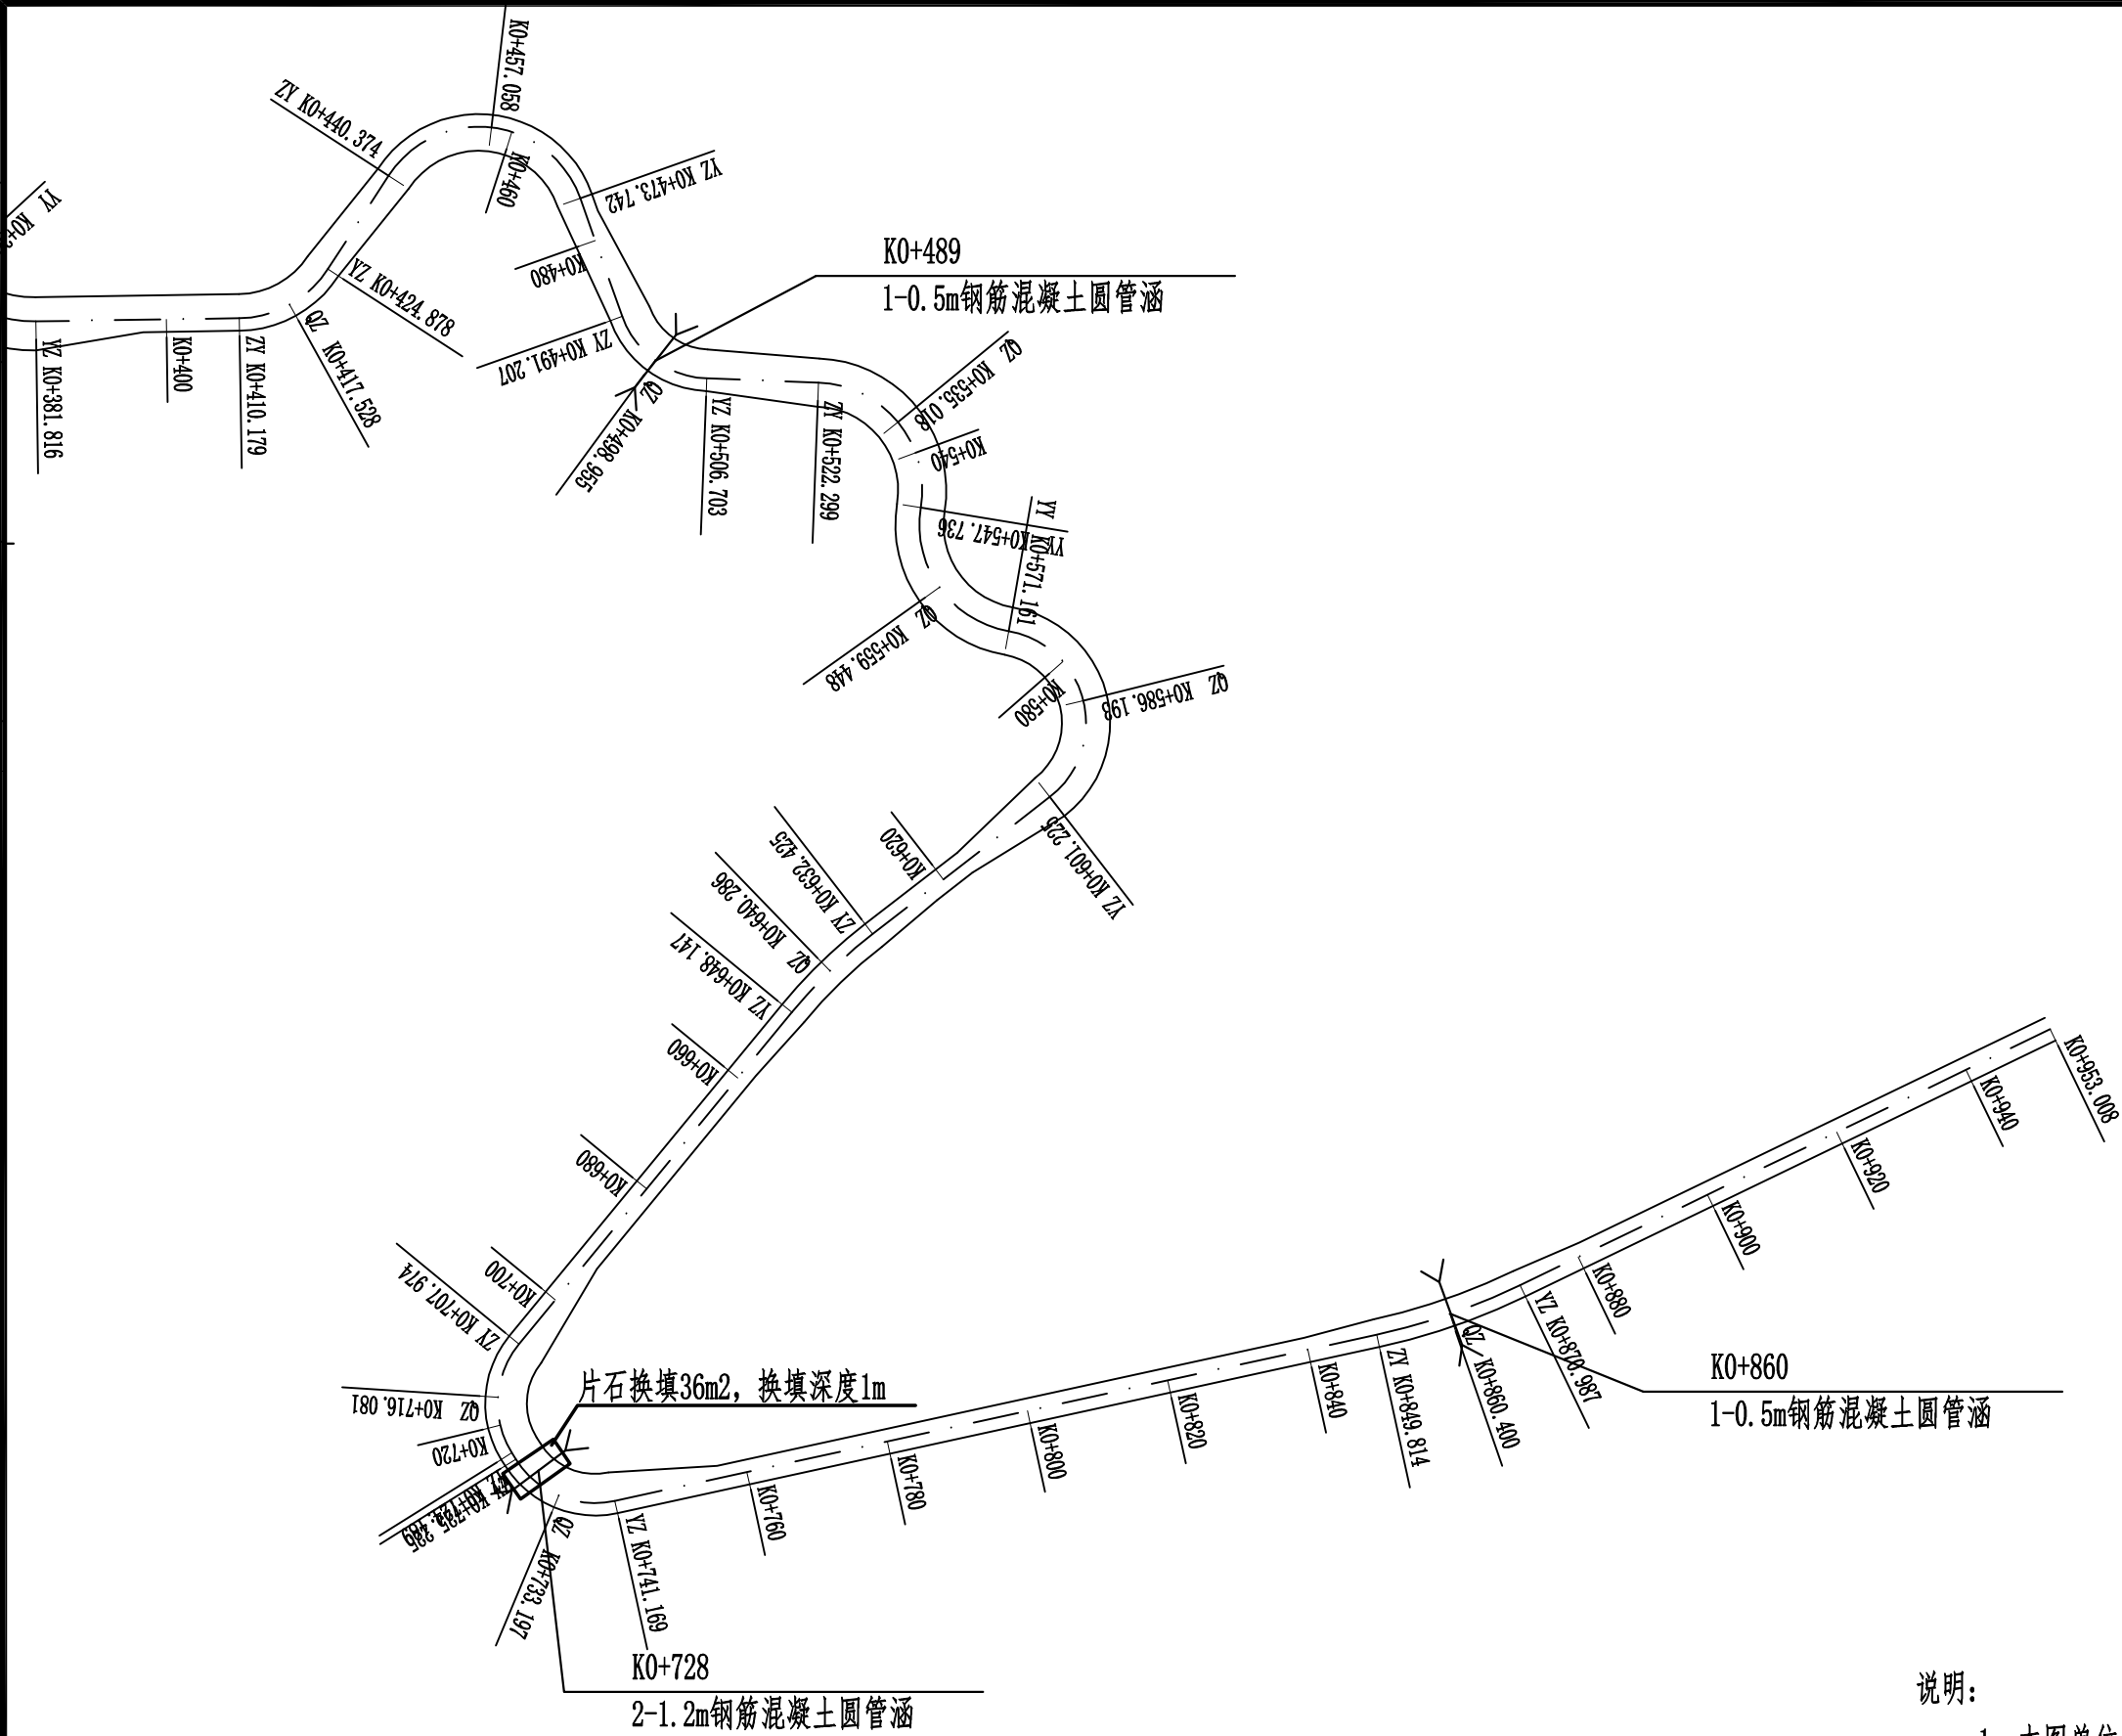 K0+457.058
ZY K0+440.374
K0+460
YZ K0+473.742
YY K0+3
K0+480
K0+489
1-0.5m钢筋混凝土圆管涵
YZ K0+424.878
QZ K0+417.528
YZ K0+381.816
K0+400
ZY K0+410.179
ZY K0+491.207
QZ K0+498.955
YZ K0+506.703
ZY K0+522.299
QZ K0+535.018
K0+540
YY K0+547.736
YY K0+571.161
QZ K0+559.448
K0+580
QZ K0+586.193
YZ K0+601.225
K0+620
ZY K0+632.425
QZ K0+640.286
YZ K0+648.147
K0+660
K0+680
K0+700
ZY K0+707.974
QZ K0+716.081
K0+720
片石换填36m2，换填深度1m
QZ K0+733.197
YZ K0+741.169
K0+728
2-1.2m钢筋混凝土圆管涵
K0+760
K0+780
K0+800
K0+820
K0+840
ZY K0+849.814
QZ K0+860.400
YZ K0+870.987
K0+860
1-0.5m钢筋混凝土圆管涵
K0+880
K0+900
K0+920
K0+940
K0+953.008
说明：